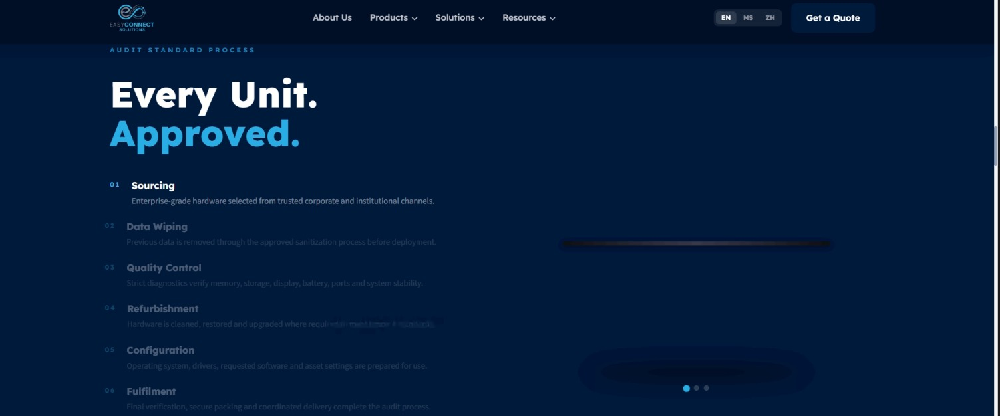 EASYCONNECT
SOLUTIONS
About Us
Products
Solutions
Resources
EN
MS
ZH
Get a Quote
AUDIT STANDARD PROCESS
Every Unit.
Approved.
01 Sourcing
Enterprise-grade hardware selected from trusted corporate and institutional channels.
02 Data Wiping
Previous data is removed through the approved sanitization process before deployment.
03 Quality Control
Strict diagnostics verify memory, storage, display, battery, ports and system stability.
04 Refurbishment
Hardware is cleaned, restored and upgraded where
05 Configuration
Operating system, drivers, requested software and asset settings are prepared for use.
06 Fulfilment
Final verification, secure packing and coordinated delivery complete the audit process.